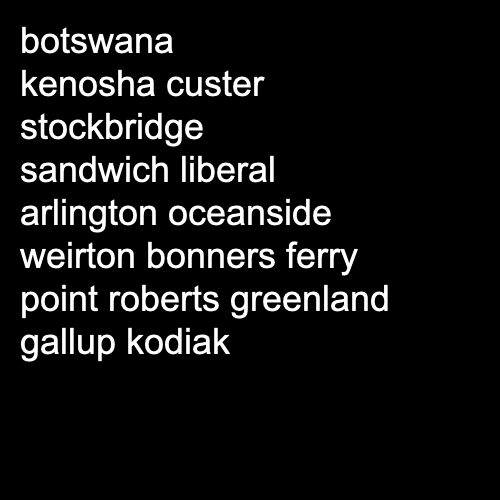 botswana
kenosha custer
stockbridge
sandwich liberal
arlington oceanside
weirton bonners ferry
point roberts greenland
gallup kodiak